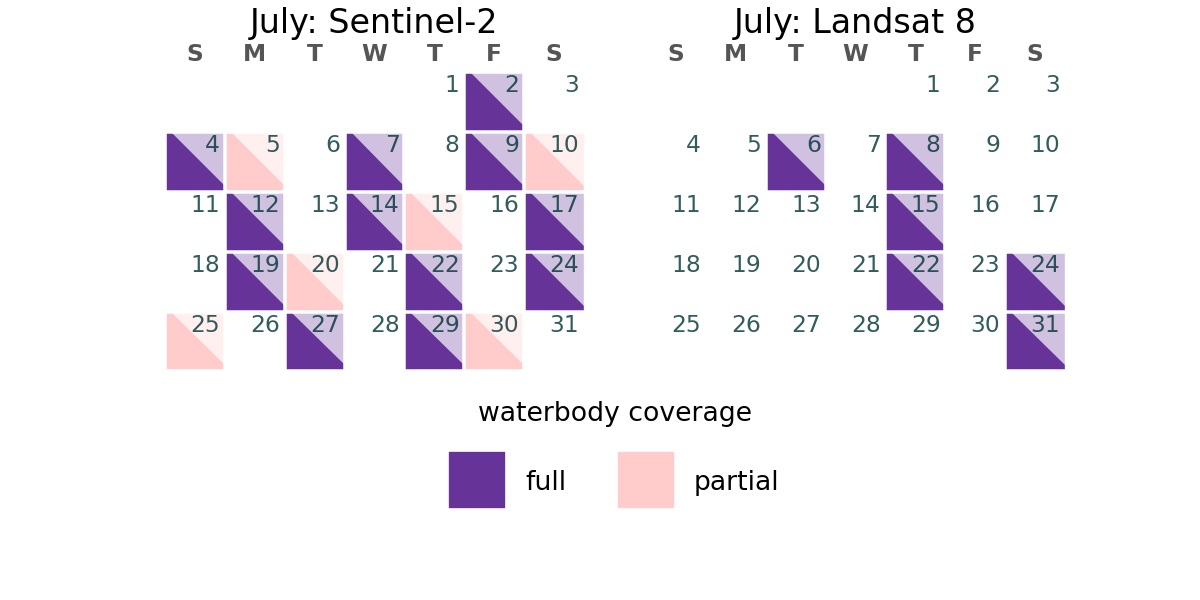 July: Sentinel-2
S M T W T F S
1 2 3
4 5 6 7 8 9 10
11 12 13 14 15 16 17
18 19 20 21 22 23 24
25 26 27 28 29 30 31
July: Landsat 8
S M T W T F S
1 2 3
4 5 6 7 8 9 10
11 12 13 14 15 16 17
18 19 20 21 22 23 24
25 26 27 28 29 30 31
waterbody coverage
full partial